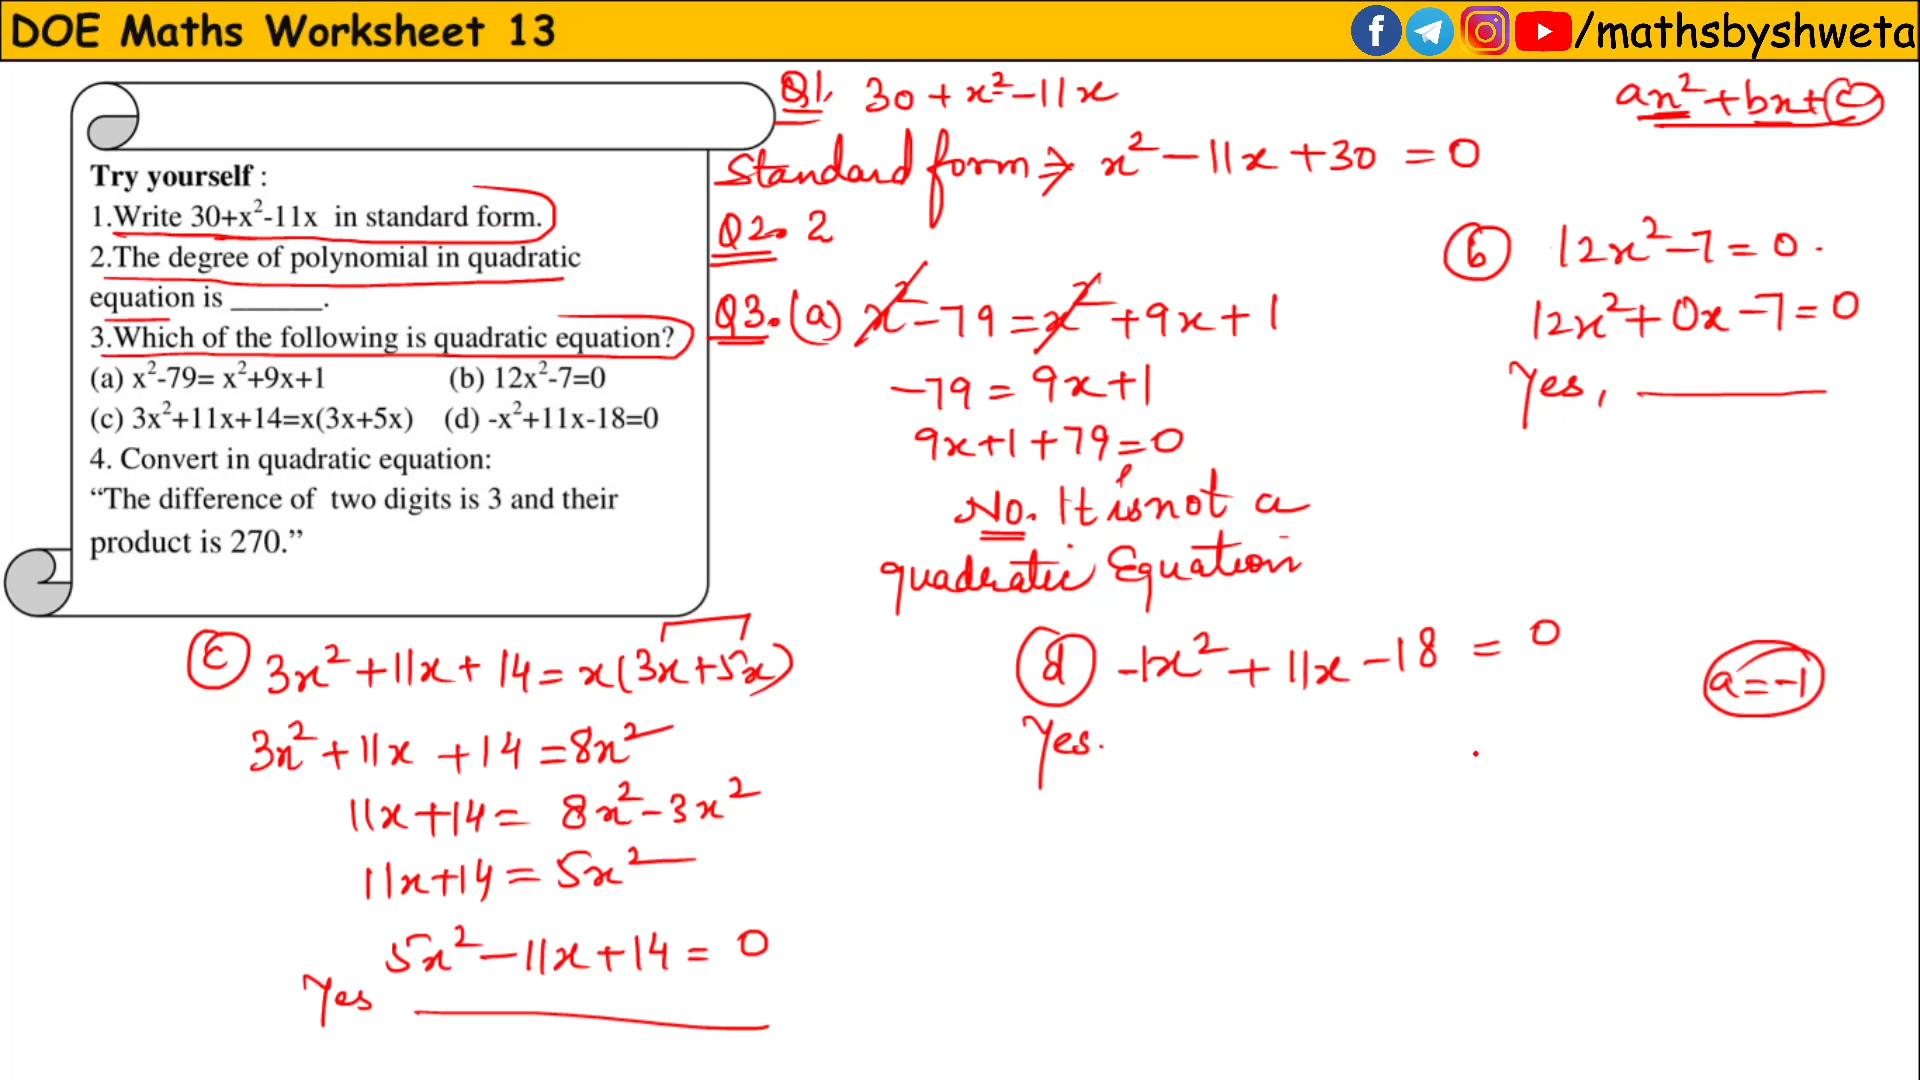 DOE Maths Worksheet 13
/mathsbyshweta
Try yourself :
1.Write 30+x²-11x in standard form.
2.The degree of polynomial in quadratic
equation is ______.
3.Which of the following is quadratic equation?
(a) x²-79= x²+9x+1 (b) 12x²-7=0
(c) 3x²+11x+14=x(3x+5x) (d) -x²+11x-18=0
4. Convert in quadratic equation:
“The difference of two digits is 3 and their
product is 270.”
Q1. 30 + x² - 11x
ax² + bx + c
Standard form ⇒ x² - 11x + 30 = 0
Q2. 2
Q3. (a) x² - 79 = x² + 9x + 1
-79 = 9x + 1
9x + 1 + 79 = 0
No. It is not a
quadratic Equation
(b) 12x² - 7 = 0.
12x² + 0x - 7 = 0
Yes, ______
(c) 3x² + 11x + 14 = x(3x + 5x)
3x² + 11x + 14 = 8x²
11x + 14 = 8x² - 3x²
11x + 14 = 5x²
5x² - 11x + 14 = 0
Yes ______
(d) -1x² + 11x - 18 = 0
Yes.
a = -1